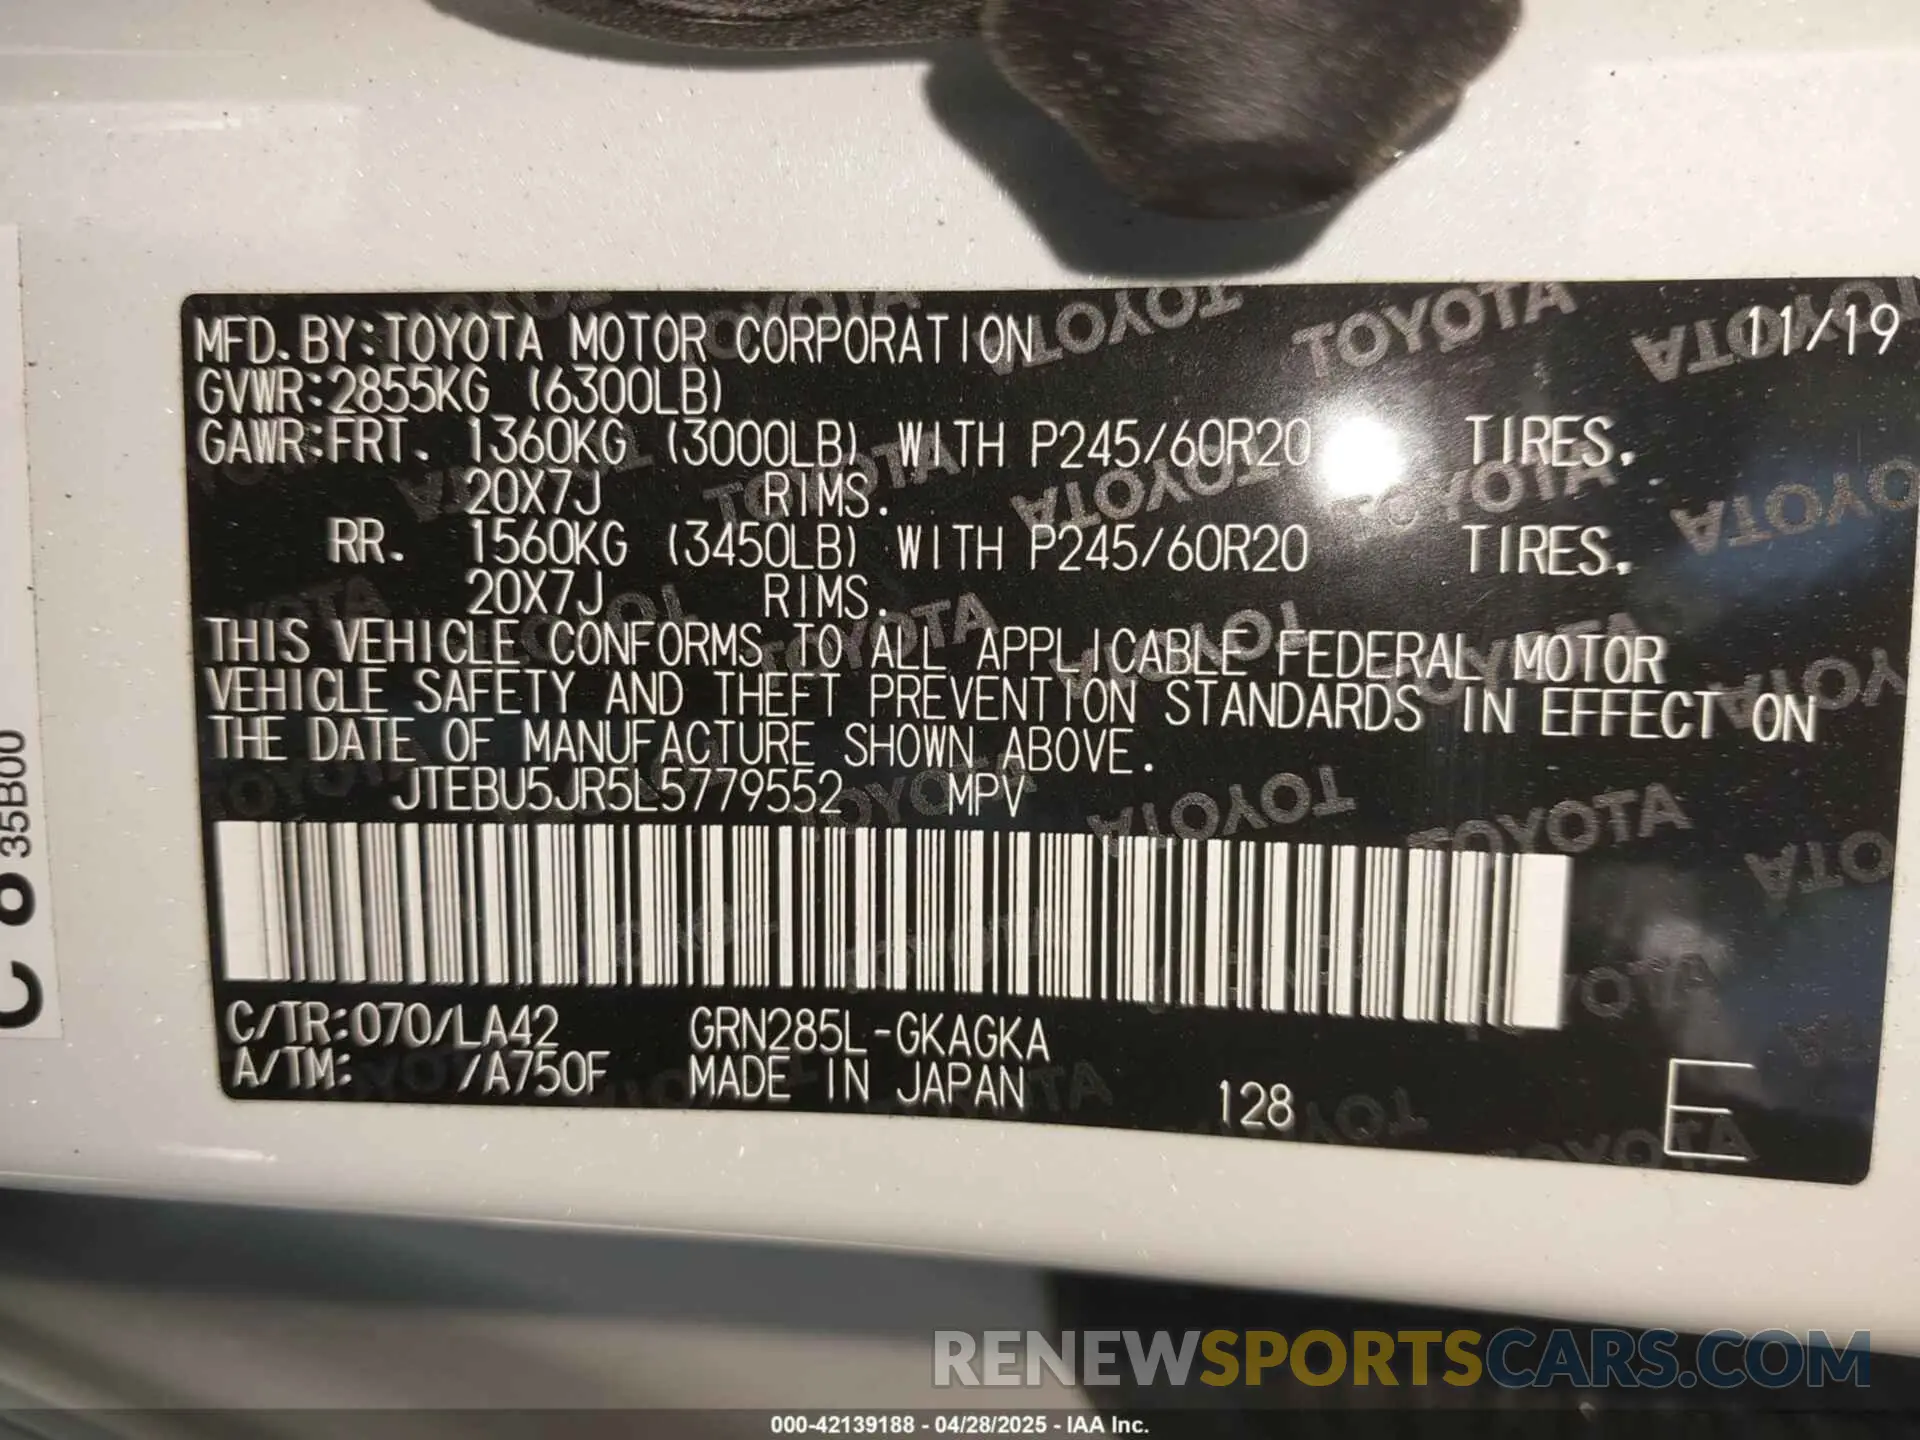 MFD.BY:TOYOTA MOTOR CORPORATION 11/19
GVWR:2855KG (6300LB)
GAWR:FRT. 1360KG (3000LB) WITH P245/60R20 TIRES.
20X7J RIMS.
RR. 1560KG (3450LB) WITH P245/60R20 TIRES.
20X7J RIMS.
THIS VEHICLE CONFORMS TO ALL APPLICABLE FEDERAL MOTOR
VEHICLE SAFETY AND THEFT PREVENTION STANDARDS IN EFFECT ON
THE DATE OF MANUFACTURE SHOWN ABOVE.
JTEBU5JR5L5779552 MPV
C/TR:070/LA42 GRN285L-GKAGKA
A/TM: /A750F MADE IN JAPAN 128 E
C 8 35B00
RENEWSPORTSCARS.COM
000-42139188 - 04/28/2025 - IAA Inc.